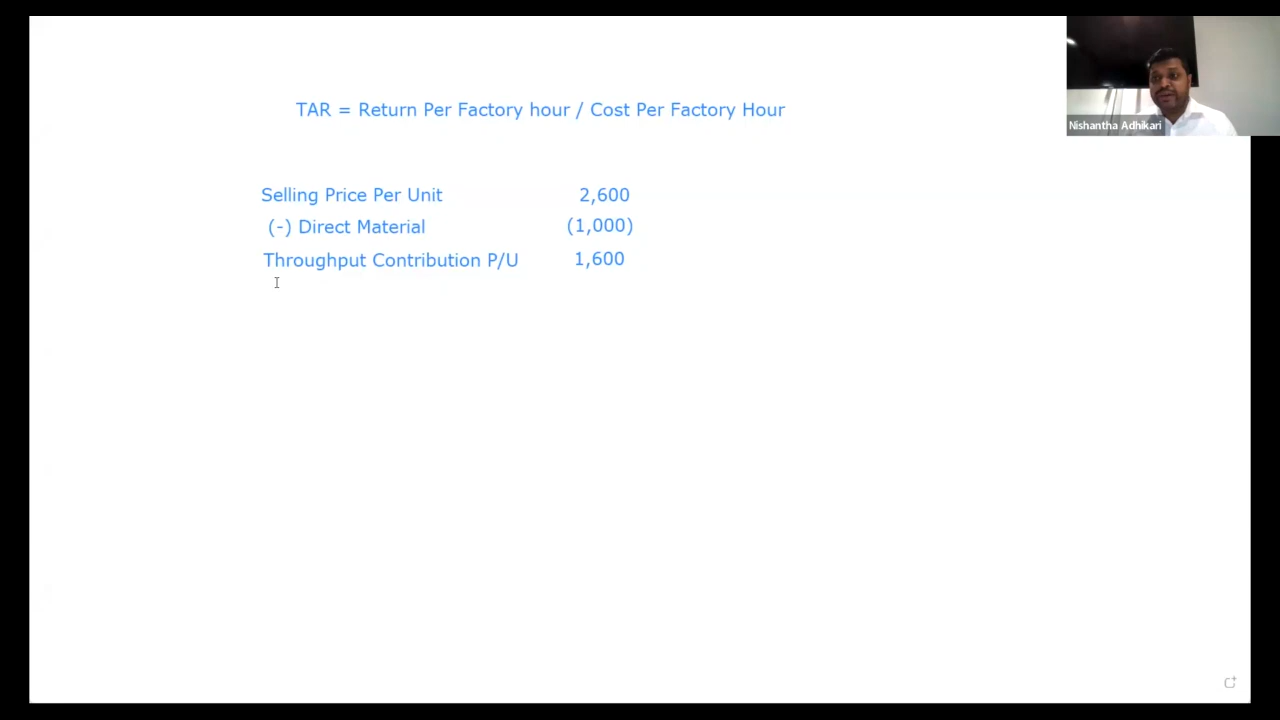 TAR = Return Per Factory hour / Cost Per Factory Hour
Nishantha Adhikari
Selling Price Per Unit 2,600
(-) Direct Material (1,000)
Throughput Contribution P/U 1,600